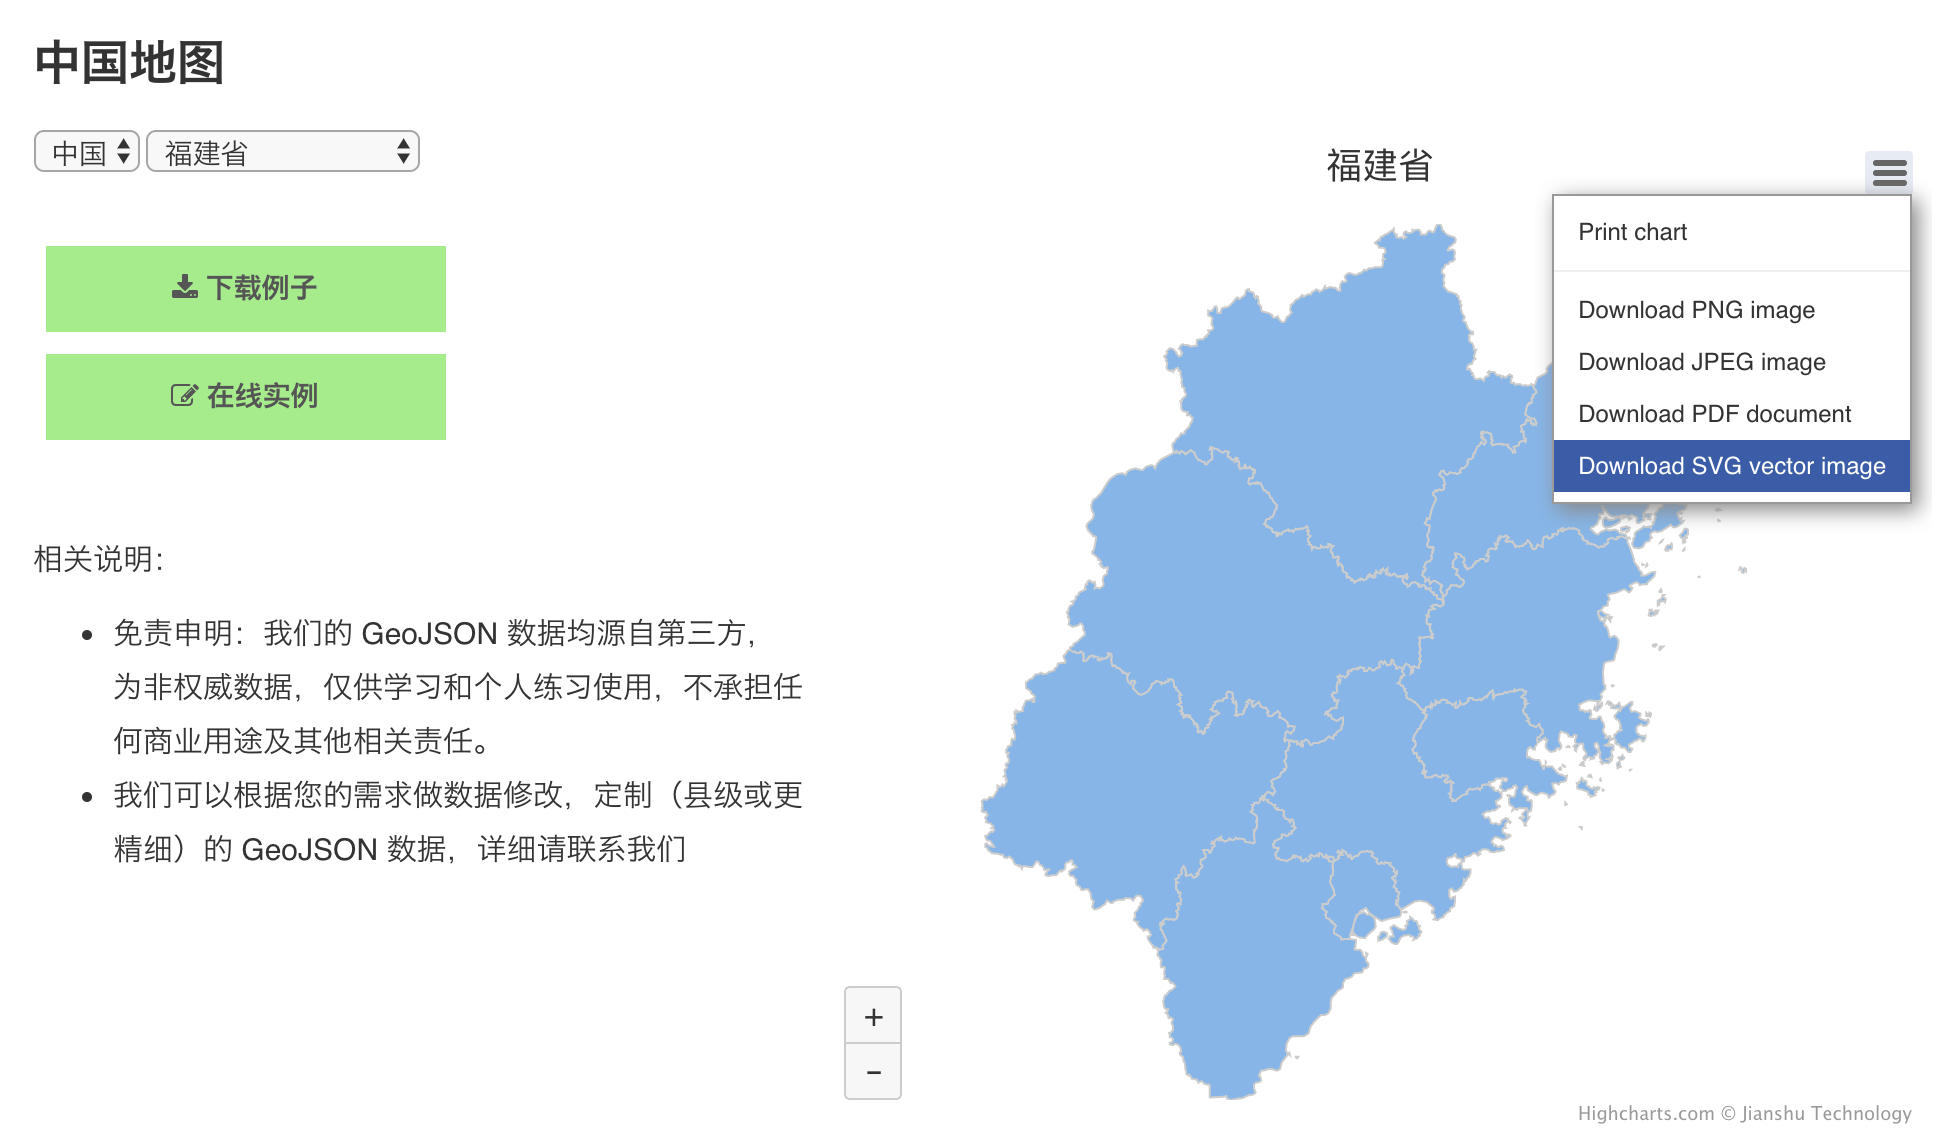 中国地图
中国 福建省
下载例子
在线实例
相关说明：
免责申明：我们的 GeoJSON 数据均源自第三方，
为非权威数据，仅供学习和个人练习使用，不承担任
何商业用途及其他相关责任。
我们可以根据您的需求做数据修改，定制（县级或更
精细）的 GeoJSON 数据，详细请联系我们
福建省
Print chart
Download PNG image
Download JPEG image
Download PDF document
Download SVG vector image
+
-
Highcharts.com © Jianshu Technology